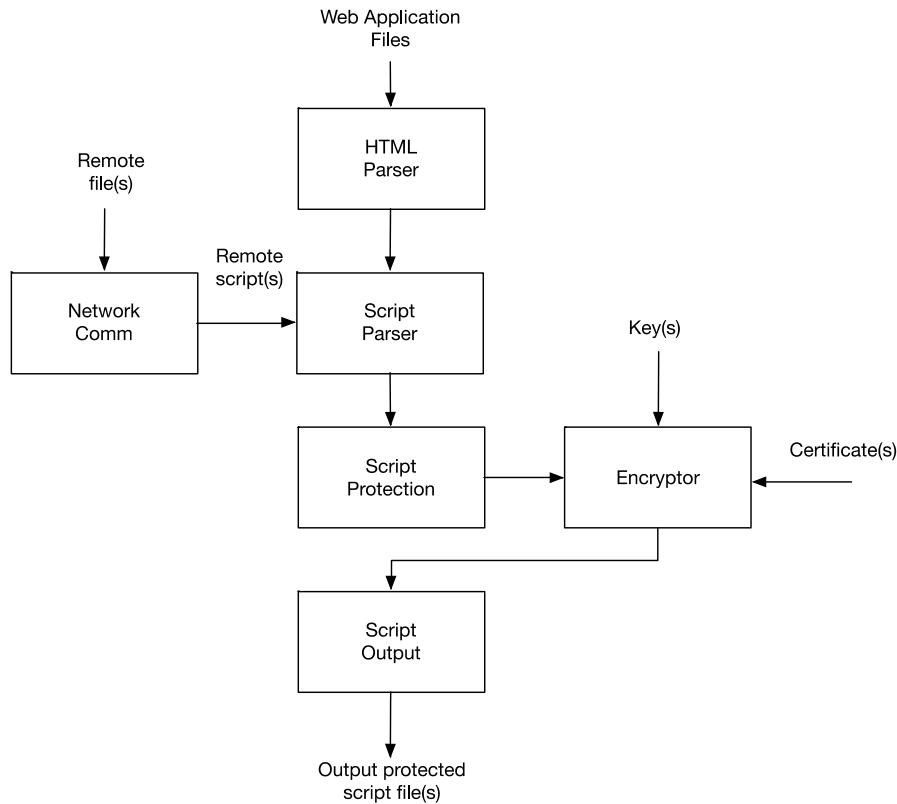 Web Application
Files
HTML
Parser
Remote
file(s)
Remote
script(s)
Network
Comm
Script
Parser
Key(s)
Script
Protection
Encryptor
Certificate(s)
Script
Output
Output protected
script file(s)